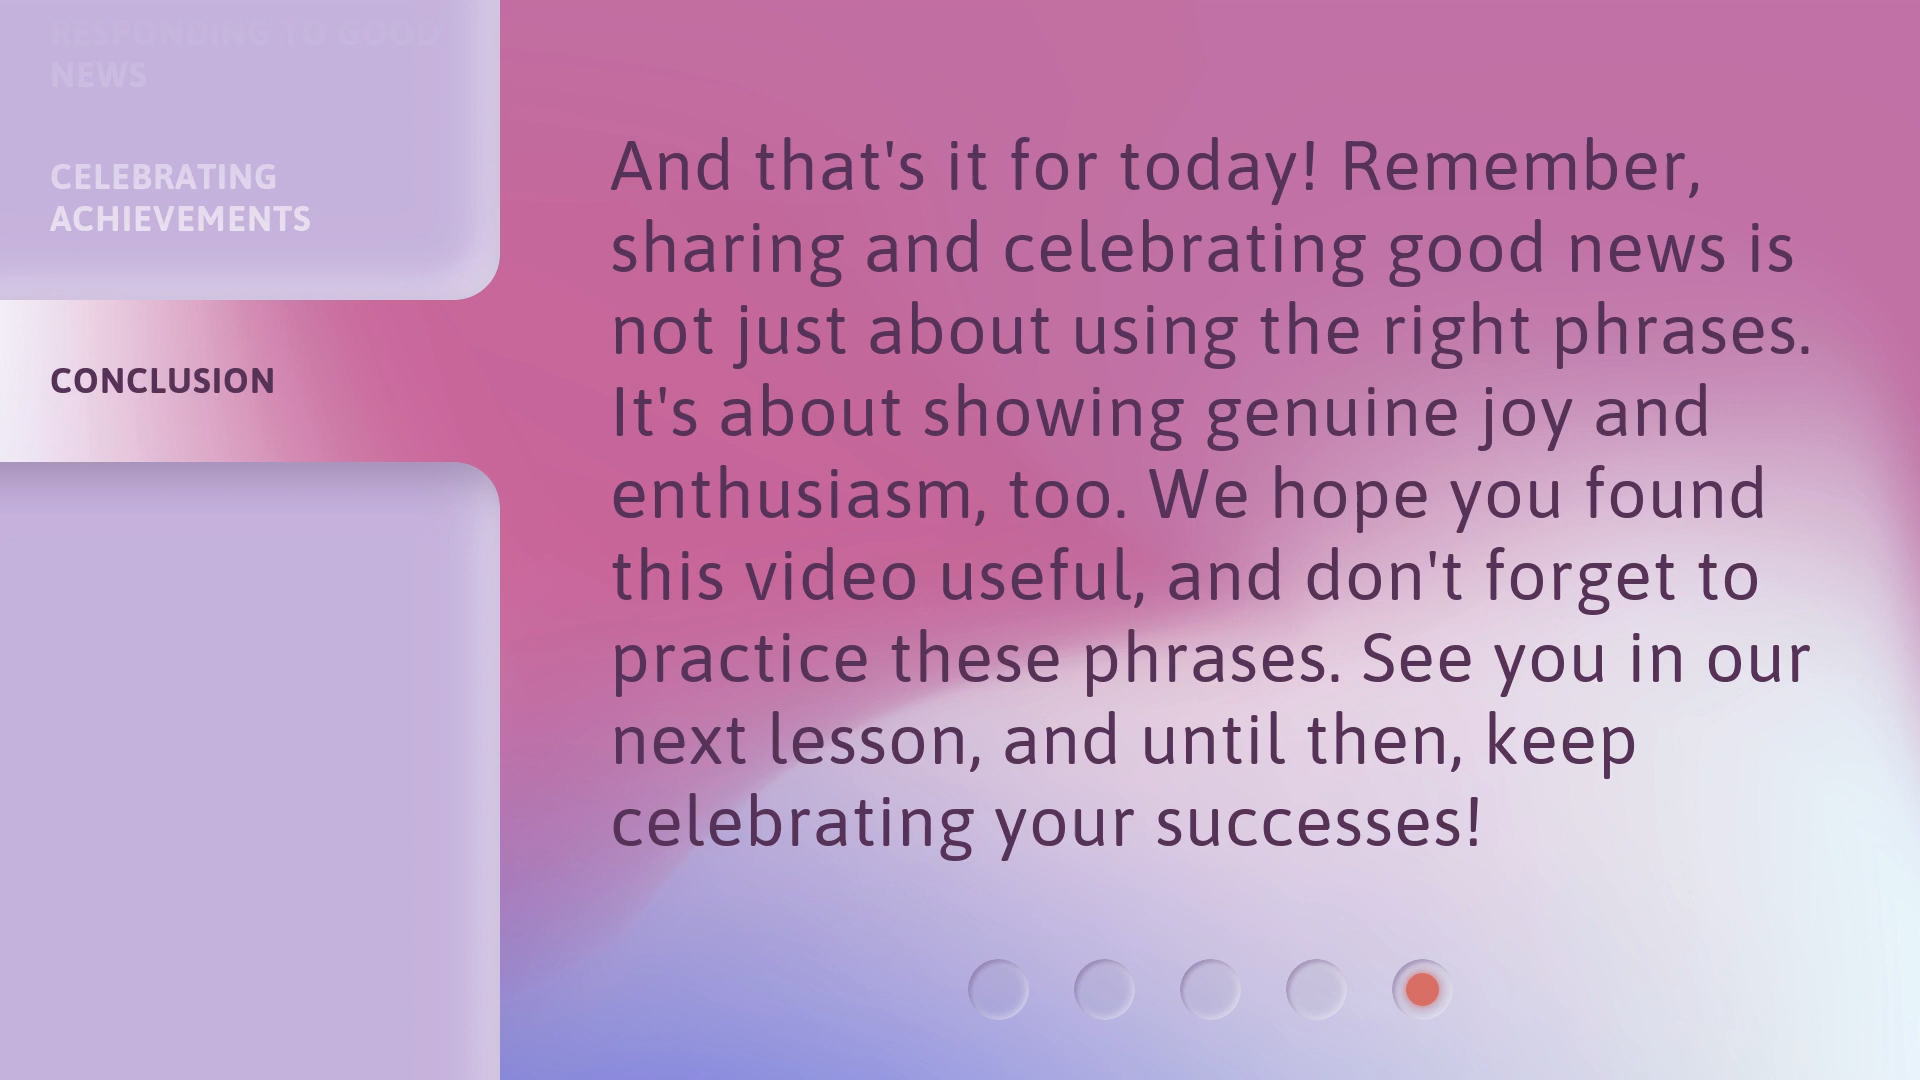 RESPONDING TO GOOD
NEWS
CELEBRATING
ACHIEVEMENTS
CONCLUSION
And that's it for today! Remember,
sharing and celebrating good news is
not just about using the right phrases.
It's about showing genuine joy and
enthusiasm, too. We hope you found
this video useful, and don't forget to
practice these phrases. See you in our
next lesson, and until then, keep
celebrating your successes!